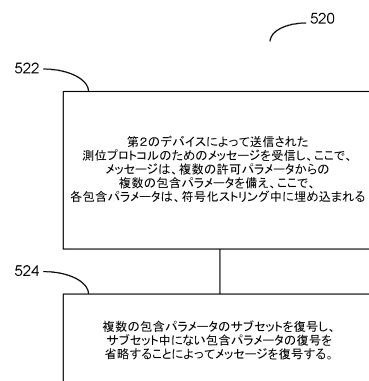 520
522
第2のデバイスによって送信された
測位プロトコルのためのメッセージを受信し、ここで、
メッセージは、複数の許可パラメータからの
複数の包含パラメータを備え、ここで、
各包含パラメータは、符号化ストリング中に埋め込まれる
524
複数の包含パラメータのサブセットを復号し、
サブセット中にない包含パラメータの復号を
省略することによってメッセージを復号する。